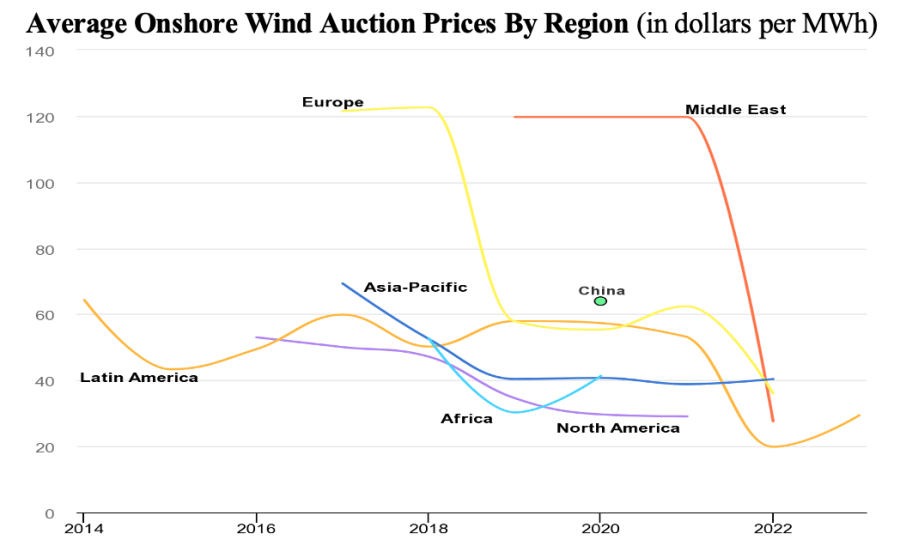 Average Onshore Wind Auction Prices By Region (in dollars per MWh)
140
Europe
Middle East
120
100
80
Asia-Pacific
China
60
Latin America
40
Africa
North America
20
0
2014 2016 2018 2020 2022